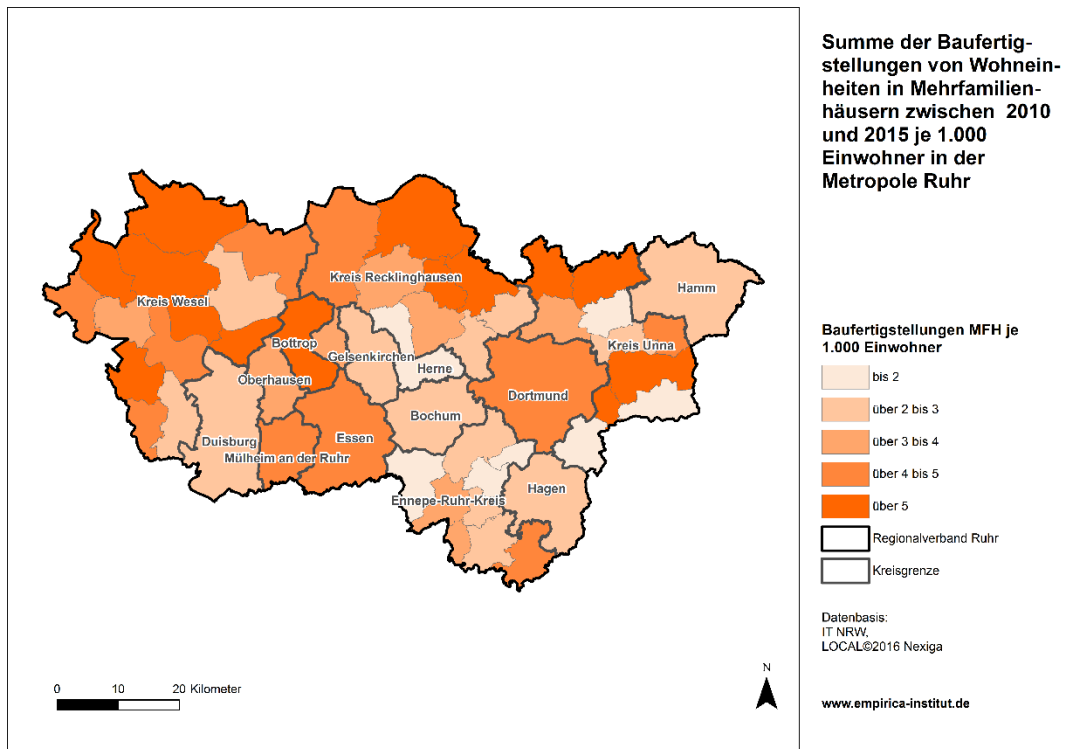 Summe der Baufertig-
stellungen von Wohnein-
heiten in Mehrfamilien-
häusern zwischen 2010
und 2015 je 1.000
Einwohner in der
Metropole Ruhr
Kreis Recklinghausen
Hamm
Kreis Wesel
Bottrop
Kreis Unna
Gelsenkirchen
Herne
Oberhausen
Dortmund
Bochum
Duisburg
Essen
Mülheim an der Ruhr
Hagen
Ennepe-Ruhr-Kreis
Baufertigstellungen MFH je
1.000 Einwohner
bis 2
über 2 bis 3
über 3 bis 4
über 4 bis 5
über 5
Regionalverband Ruhr
Kreisgrenze
Datenbasis:
IT NRW,
LOCAL©2016 Nexiga
0 10 20 Kilometer
N
www.empirica-institut.de